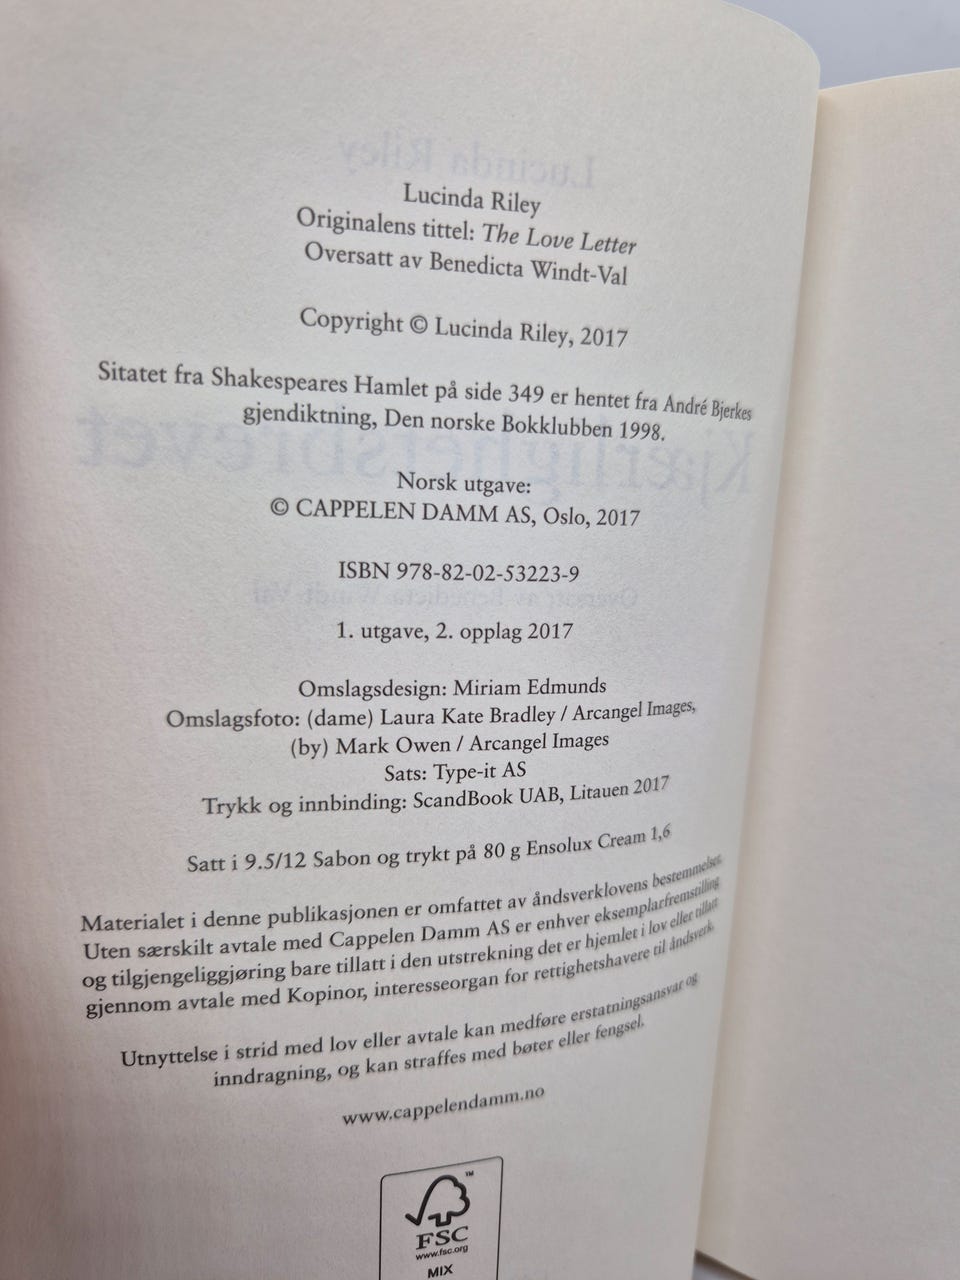 Lucinda Riley
Originalens tittel: The Love Letter
Oversatt av Benedicta Windt-Val
Copyright © Lucinda Riley, 2017
Sitatet fra Shakespeares Hamlet på side 349 er hentet fra André Bjerkes
gjendiktning, Den norske Bokklubben 1998.
Norsk utgave:
© CAPPELEN DAMM AS, Oslo, 2017
ISBN 978-82-02-53223-9
1. utgave, 2. opplag 2017
Omslagsdesign: Miriam Edmunds
Omslagsfoto: (dame) Laura Kate Bradley / Arcangel Images,
(by) Mark Owen / Arcangel Images
Sats: Type-it AS
Trykk og innbinding: ScandBook UAB, Litauen 2017
Satt i 9.5/12 Sabon og trykt på 80 g Ensolux Cream 1,6
Materialet i denne publikasjonen er omfattet av åndsverklovens bestemmelser.
Uten særskilt avtale med Cappelen Damm AS er enhver eksemplarfremstilling
og tilgjengeliggjøring bare tillatt i den utstrekning det er hjemlet i lov eller tillatt
gjennom avtale med Kopinor, interesseorgan for rettighetshavere til åndsverk.
Utnyttelse i strid med lov eller avtale kan medføre erstatningsansvar og
inndragning, og kan straffes med bøter eller fengsel.
www.cappelendamm.no
TM
FSC
www.fsc.org
MIX